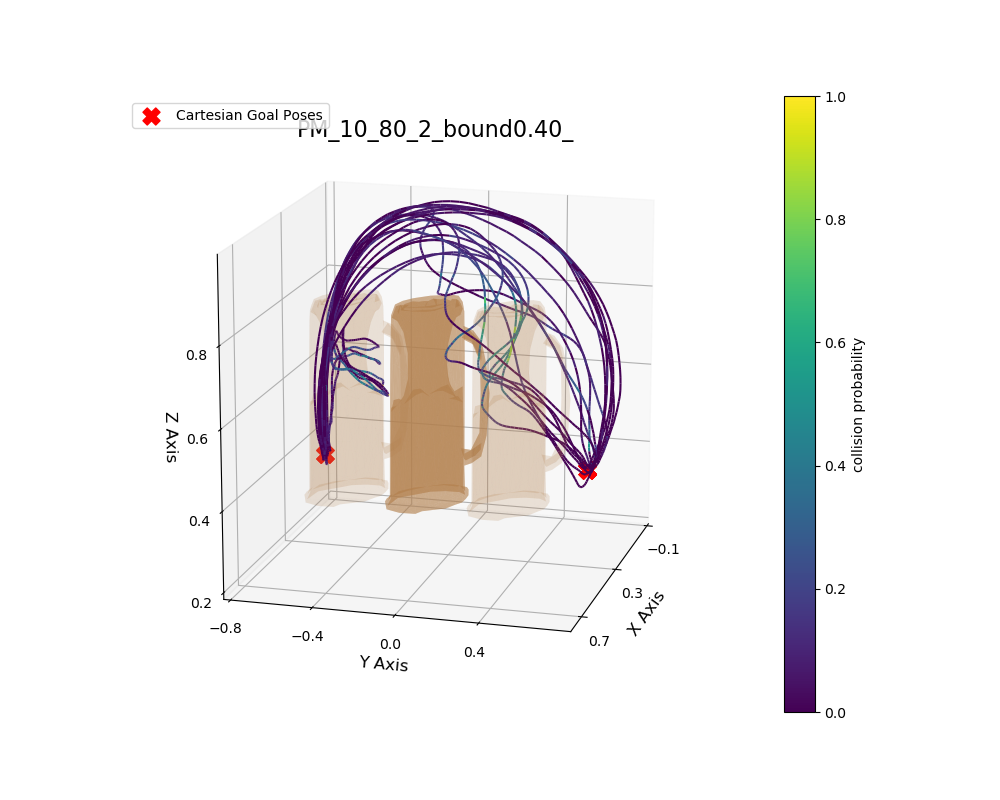 Cartesian Goal Poses
PM_10_80_2_bound0.40_
1.0
0.8
0.6
0.4
0.2
0.0
collision probability
0.8
0.6
0.4
0.2
Z Axis
−0.8
−0.4
0.0
0.4
Y Axis
−0.1
0.3
0.7
X Axis